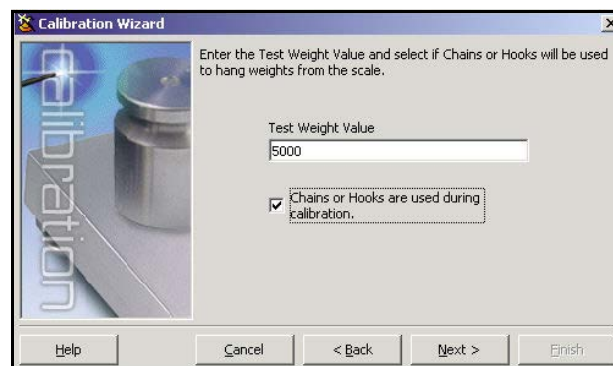 Calibration Wizard
Enter the Test Weight Value and select if Chains or Hooks will be used
to hang weights from the scale.
calibration
Test Weight Value
5000
Chains or Hooks are used during
calibration.
Help
Cancel
< Back
Next >
Finish